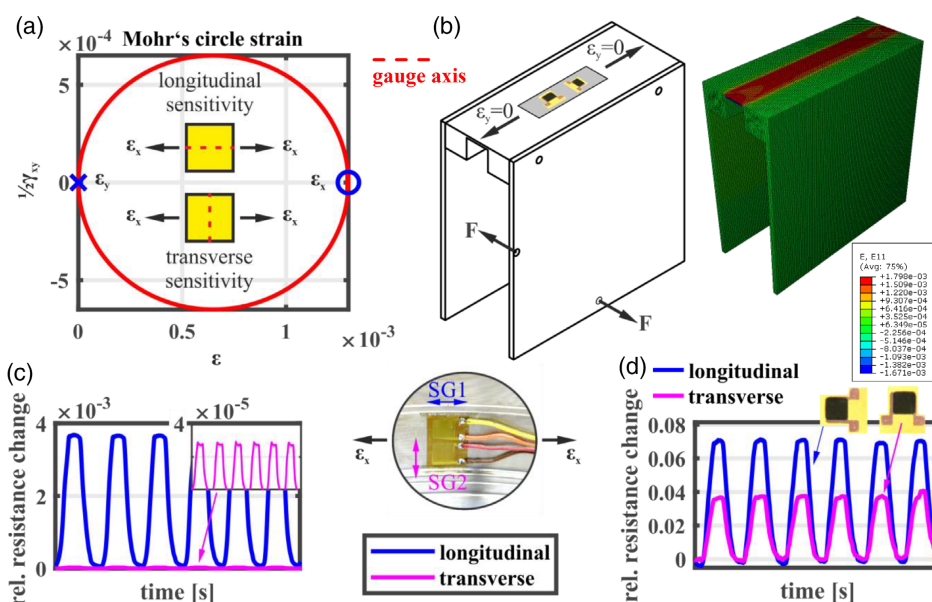 (a)
× 10⁻⁴
Mohr‘s circle strain
5
0
-5
½γxy
longitudinal
sensitivity
εx
εx
εy
εx
εx
εx
transverse
sensitivity
0
0.5
1
× 10⁻³
ε
gauge axis
(b)
εy=0
εy=0
F
F
E, E11
(Avg: 75%)
+1.798e-03
+1.509e-03
+1.220e-03
+9.307e-04
+6.416e-04
+3.525e-04
+6.349e-05
-2.256e-04
-5.146e-04
-8.037e-04
-1.093e-03
-1.382e-03
-1.671e-03
(c)
rel. resistance change
4 × 10⁻³
2
0
4 × 10⁻⁵
0
time [s]
SG1
εx
εx
SG2
longitudinal
transverse
(d)
longitudinal
transverse
rel. resistance change
0.08
0.06
0.04
0.02
0
time [s]